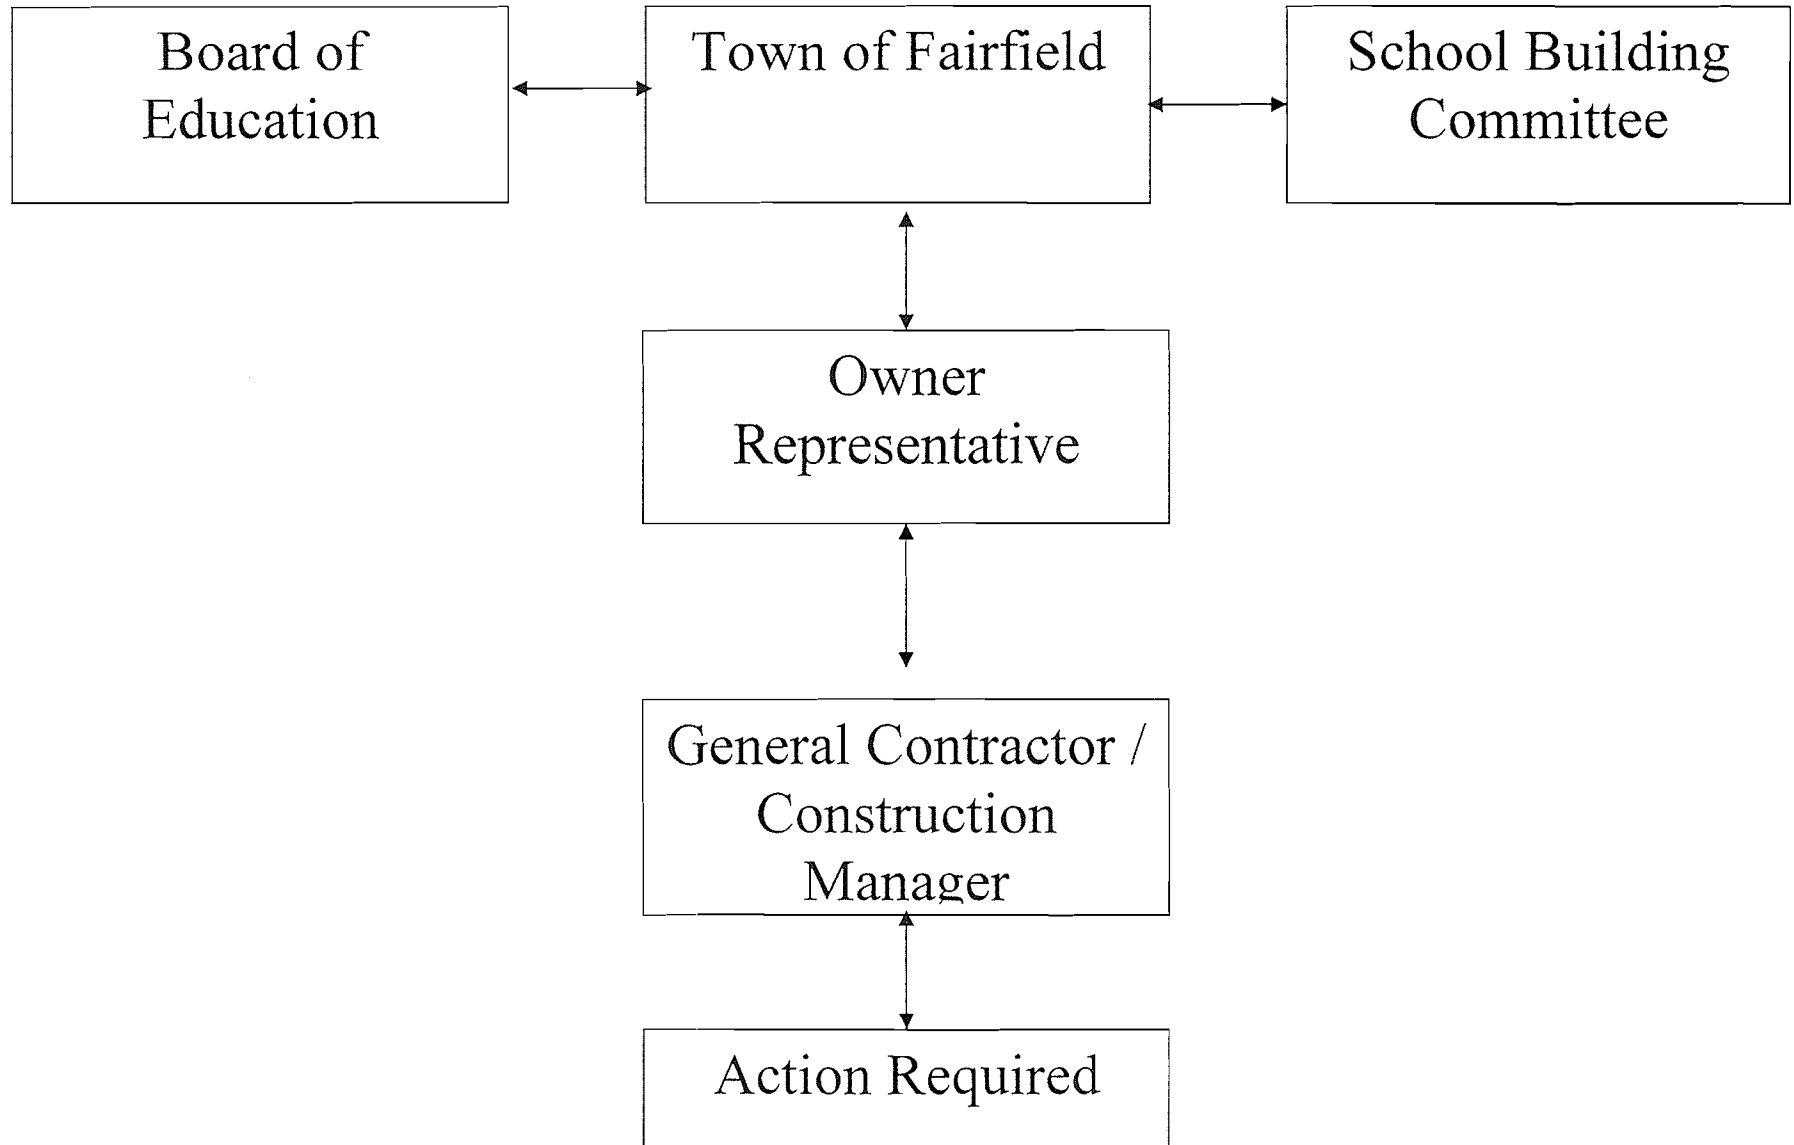 Board of
Education
Town of Fairfield
School Building
Committee
Owner
Representative
General Contractor /
Construction
Manager
Action Required